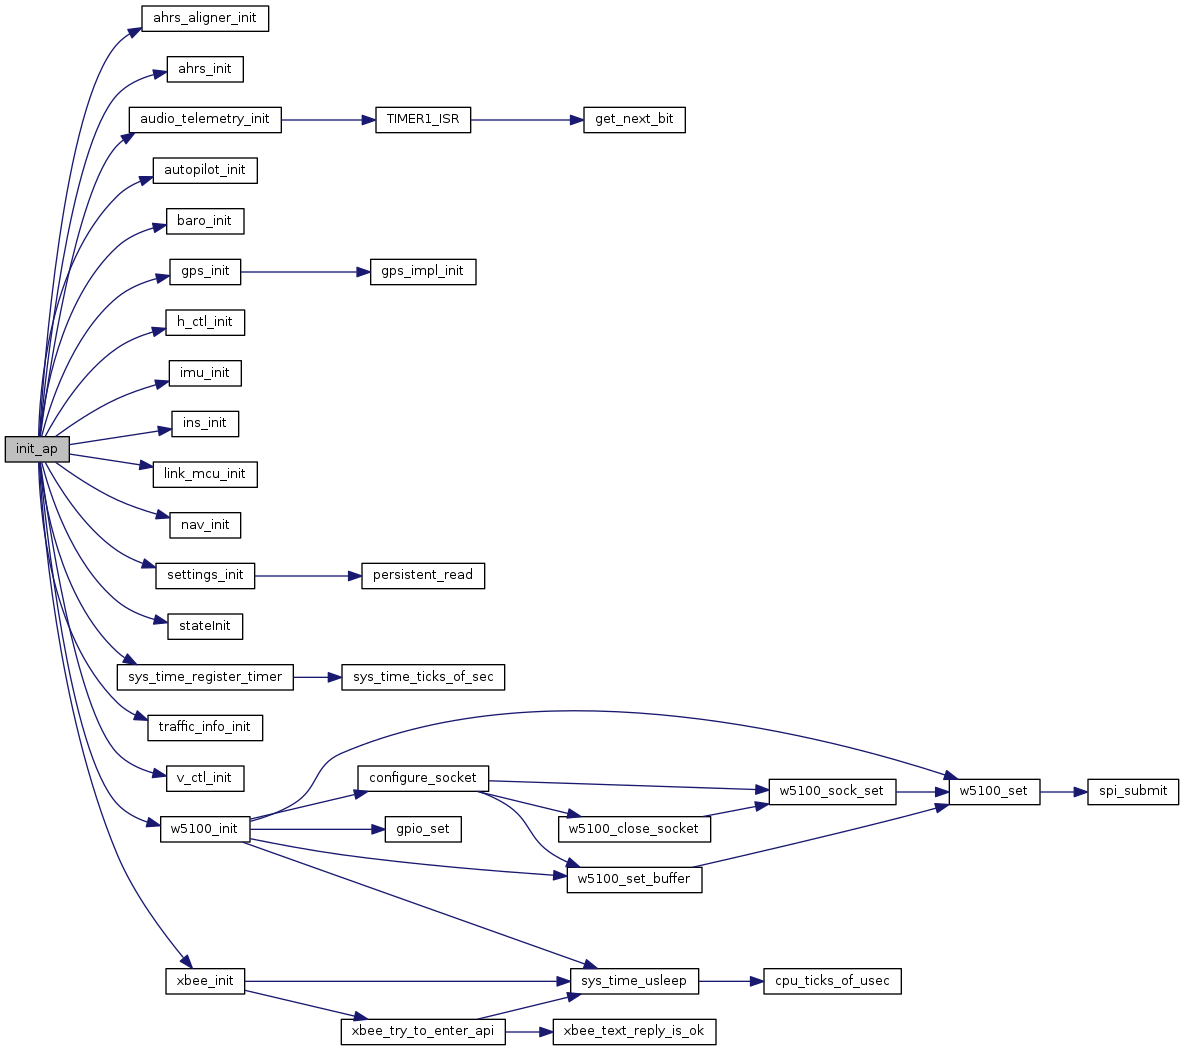 ahrs_aligner_init
ahrs_init
audio_telemetry_init
TIMER1_ISR
get_next_bit
autopilot_init
baro_init
gps_init
gps_impl_init
h_ctl_init
imu_init
ins_init
init_ap
link_mcu_init
nav_init
settings_init
persistent_read
stateInit
sys_time_register_timer
sys_time_ticks_of_sec
traffic_info_init
v_ctl_init
configure_socket
w5100_sock_set
w5100_set
spi_submit
w5100_init
gpio_set
w5100_close_socket
w5100_set_buffer
xbee_init
sys_time_usleep
cpu_ticks_of_usec
xbee_try_to_enter_api
xbee_text_reply_is_ok